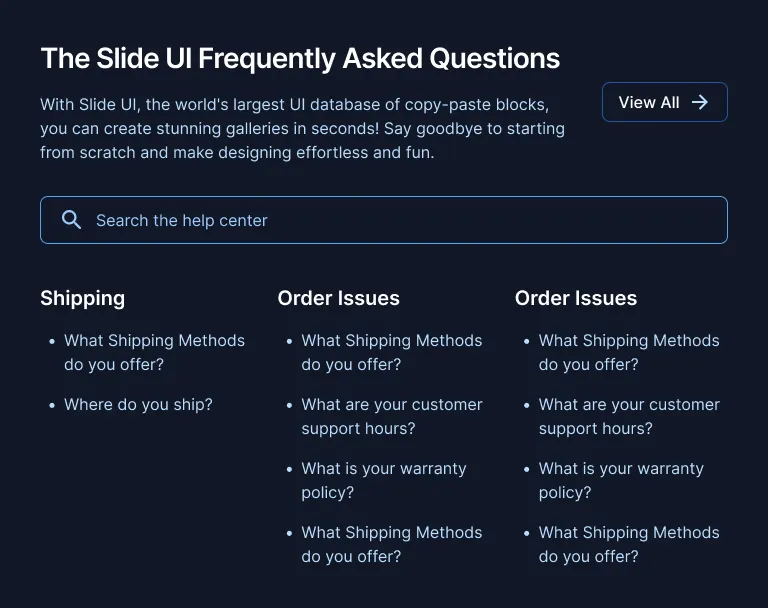 The Slide UI Frequently Asked Questions
With Slide UI, the world's largest UI database of copy-paste blocks,
you can create stunning galleries in seconds! Say goodbye to starting
from scratch and make designing effortless and fun.
View All
Search the help center
Shipping
• What Shipping Methods
do you offer?
• Where do you ship?
Order Issues
• What Shipping Methods
do you offer?
• What are your customer
support hours?
• What is your warranty
policy?
• What Shipping Methods
do you offer?
Order Issues
• What Shipping Methods
do you offer?
• What are your customer
support hours?
• What is your warranty
policy?
• What Shipping Methods
do you offer?